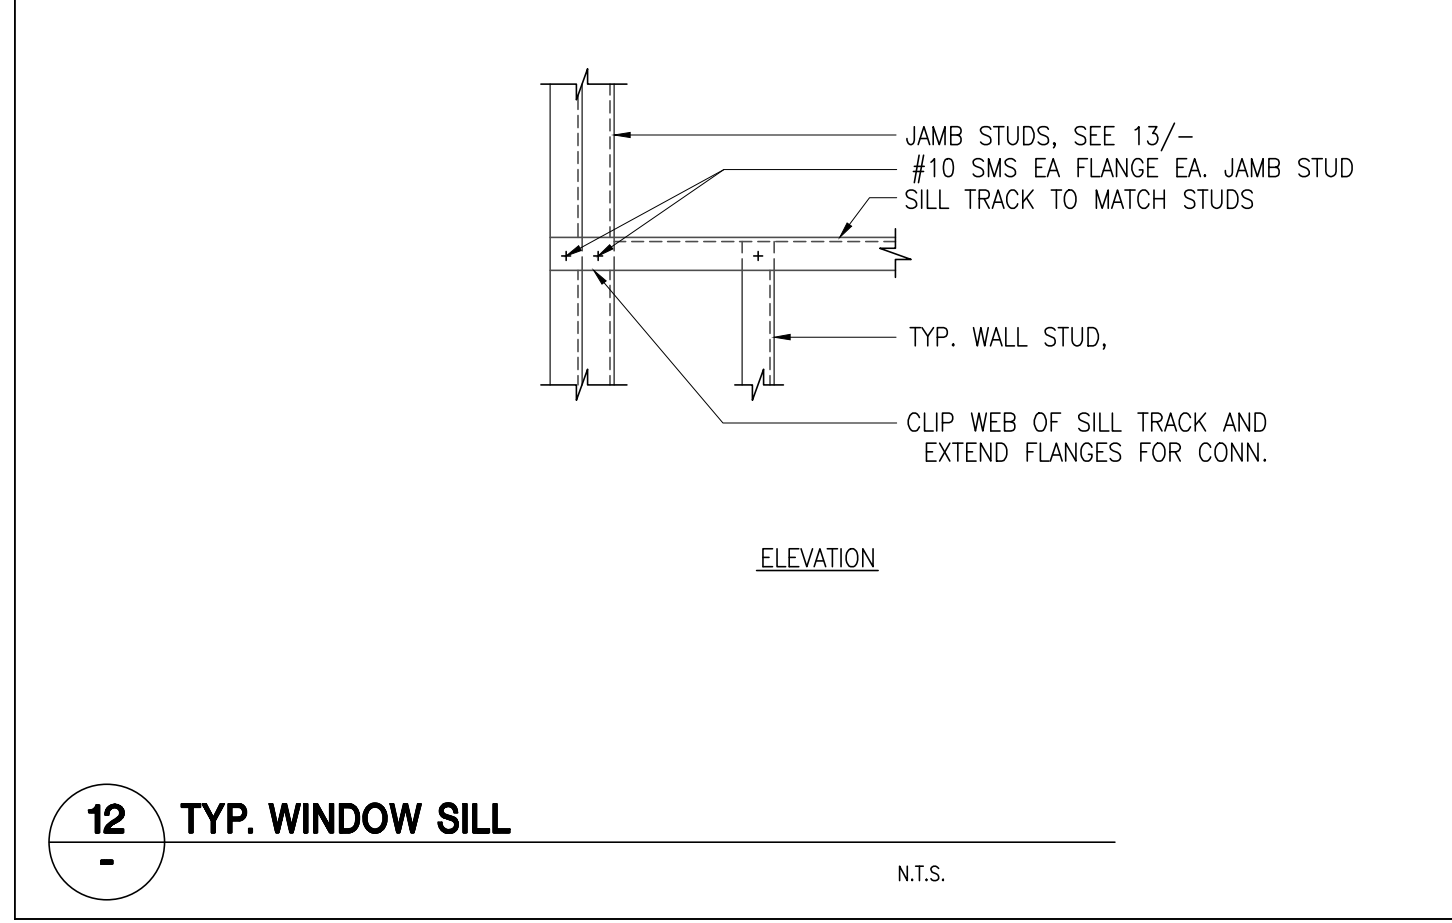 JAMB STUDS, SEE 13/-
#10 SMS EA FLANGE EA. JAMB STUD
SILL TRACK TO MATCH STUDS
TYP. WALL STUD,
CLIP WEB OF SILL TRACK AND
EXTEND FLANGES FOR CONN.
ELEVATION
12
-
TYP. WINDOW SILL
N.T.S.